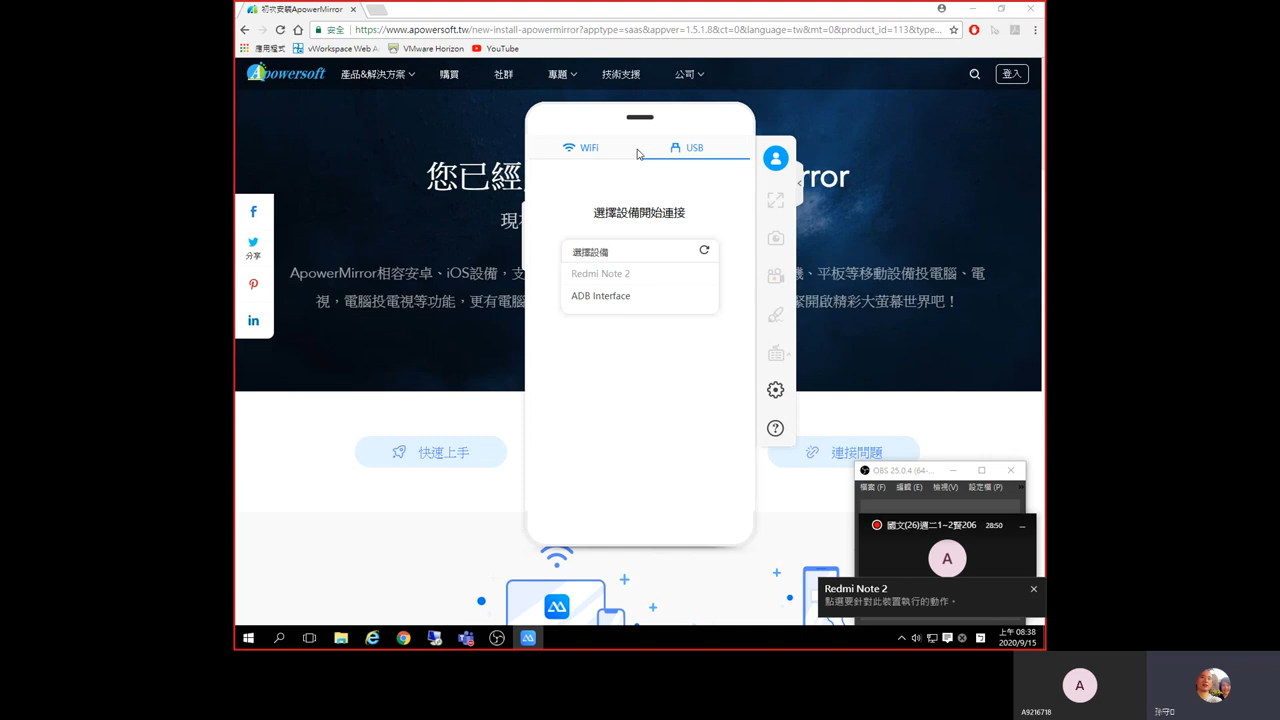 初次安裝ApowerMirror
安全
https://www.apowersoft.tw/new-install-apowermirror?apptype=saas&appver=1.5.1.8&ct=0&language=tw&mt=0&product_id=113&type...
應用程式
vWorkspace Web A
VMware Horizon
YouTube
Apowersoft
產品&解決方案
購買
社群
專題
技術支援
公司
登入
WiFi
USB
您已經
rror
選擇設備開始連接
現
分享
選擇設備
Redmi Note 2
ADB Interface
ApowerMirror相容安卓、iOS設備，支
機、平板等移動設備投電腦、電
視，電腦投電視等功能，更有電腦
開啟精彩大螢幕世界吧！
快速上手
連接問題
OBS 25.0.4 (64-...
檔案 (F)
編輯 (E)
檢視(V)
設定檔 (P)
國文(26)週二1~2賢206
28:50
A
Redmi Note 2
點選要針對此裝置執行的動作。
上午 08:38
2020/9/15
A
A9216718